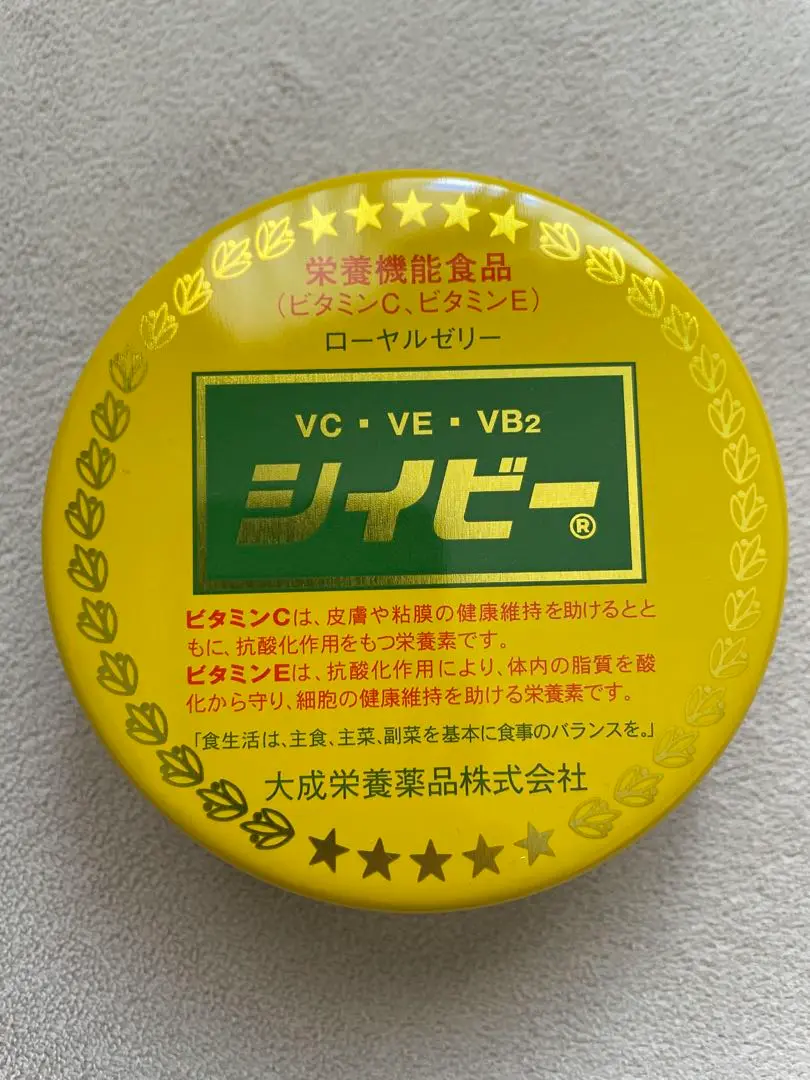 栄養機能食品
（ビタミンC、ビタミンE）
ローヤルゼリー
VC・VE・VB2
シイビー®
ビタミンCは、皮膚や粘膜の健康維持を助けるとと
もに、抗酸化作用をもつ栄養素です。
ビタミンEは、抗酸化作用により、体内の脂質を酸
化から守り、細胞の健康維持を助ける栄養素です。
「食生活は、主食、主菜、副菜を基本に食事のバランスを。」
大成栄養薬品株式会社